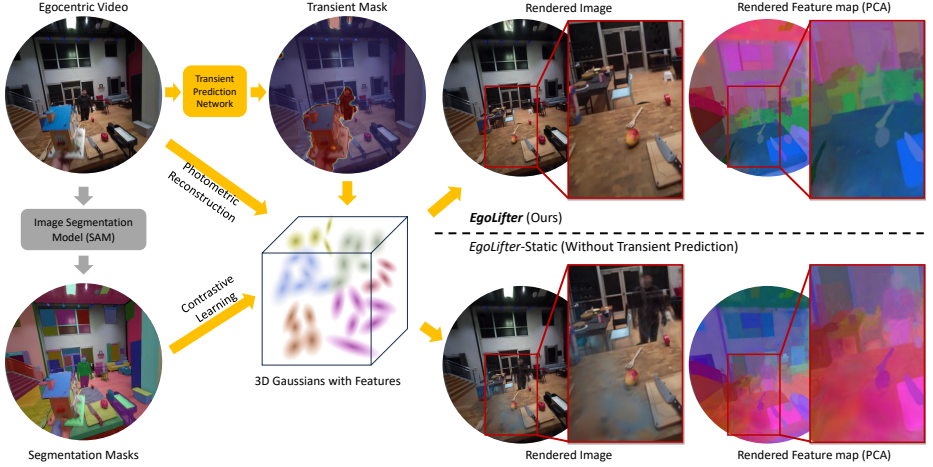 Egocentric Video
Transient Mask
Rendered Image
Rendered Feature map (PCA)
Transient
Prediction
Network
Photometric
Reconstruction
Image Segmentation
Model (SAM)
EgoLifter (Ours)
EgoLifter-Static (Without Transient Prediction)
Contrastive
Learning
3D Gaussians with Features
Segmentation Masks
Rendered Image
Rendered Feature map (PCA)